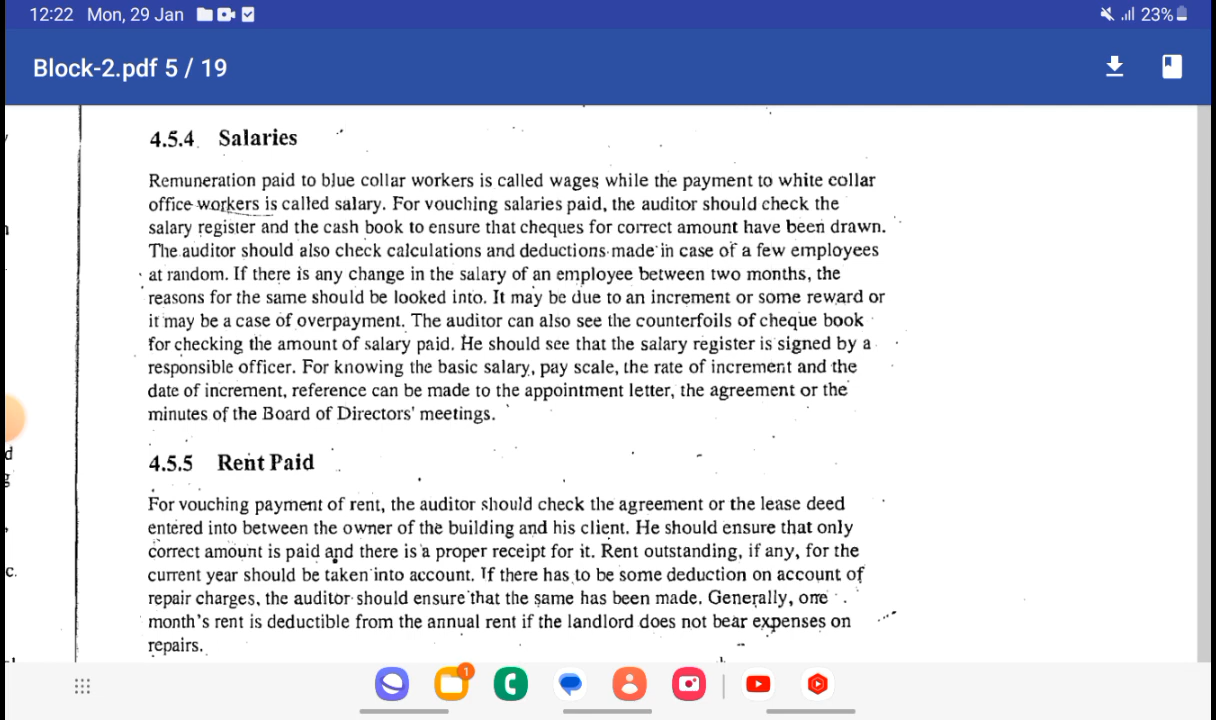 12:22 Mon, 29 Jan
23%
Block-2.pdf 5 / 19
4.5.4 Salaries
Remuneration paid to blue collar workers is called wages while the payment to white collar
office workers is called salary. For vouching salaries paid, the auditor should check the
salary register and the cash book to ensure that cheques for correct amount have been drawn.
The auditor should also check calculations and deductions made in case of a few employees
at random. If there is any change in the salary of an employee between two months, the
reasons for the same should be looked into. It may be due to an increment or some reward or
it may be a case of overpayment. The auditor can also see the counterfoils of cheque book
for checking the amount of salary paid. He should see that the salary register is signed by a
responsible officer. For knowing the basic salary, pay scale, the rate of increment and the
date of increment, reference can be made to the appointment letter, the agreement or the
minutes of the Board of Directors' meetings.
4.5.5 Rent Paid
For vouching payment of rent, the auditor should check the agreement or the lease deed
entered into between the owner of the building and his client. He should ensure that only
correct amount is paid and there is a proper receipt for it. Rent outstanding, if any, for the
current year should be taken into account. If there has to be some deduction on account of
repair charges, the auditor should ensure that the same has been made. Generally, one
month's rent is deductible from the annual rent if the landlord does not bear expenses on
repairs.
d
c.
1